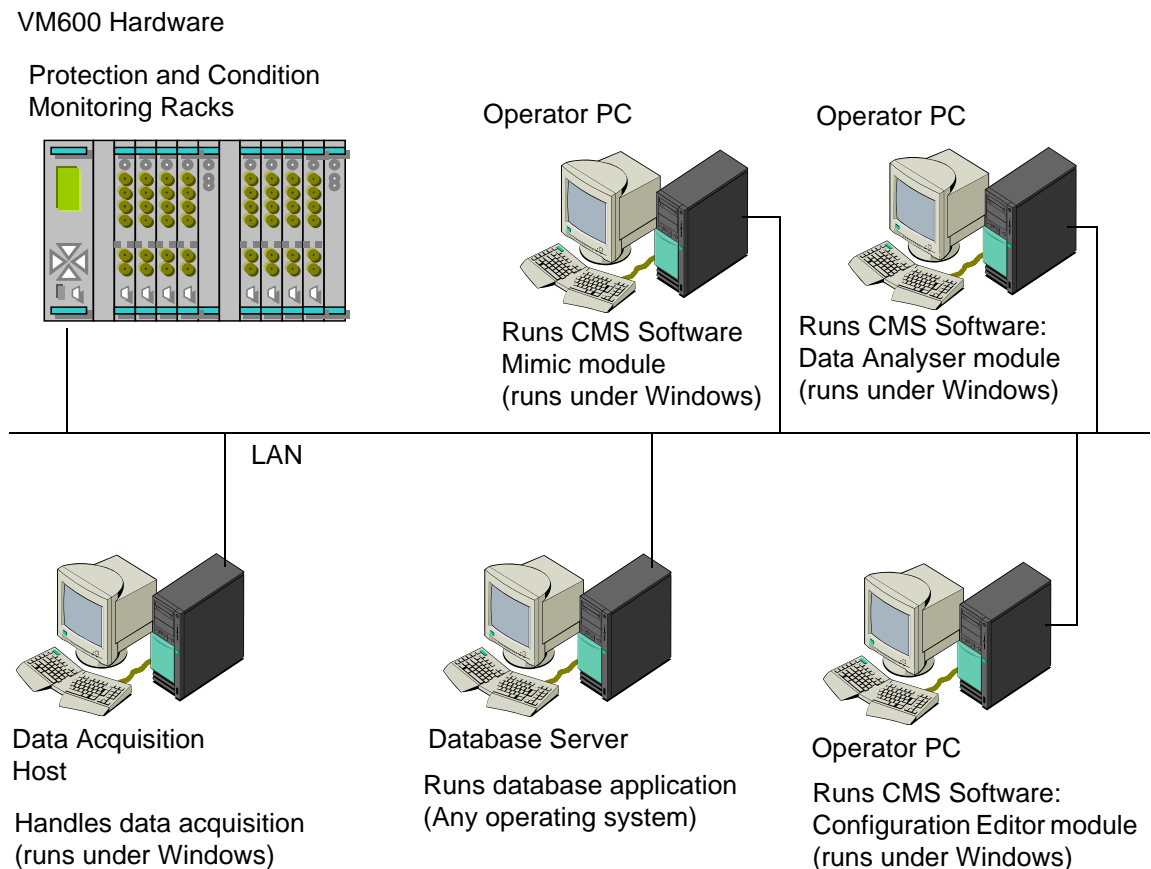 VM600 Hardware
Protection and Condition
Monitoring Racks
Operator PC
Runs CMS Software
Mimic module
(runs under Windows)
Operator PC
Runs CMS Software:
Data Analyser module
(runs under Windows)
LAN
Data Acquisition
Host
Handles data acquisition
(runs under Windows)
Database Server
Runs database application
(Any operating system)
Operator PC
Runs CMS Software:
Configuration Editor module
(runs under Windows)